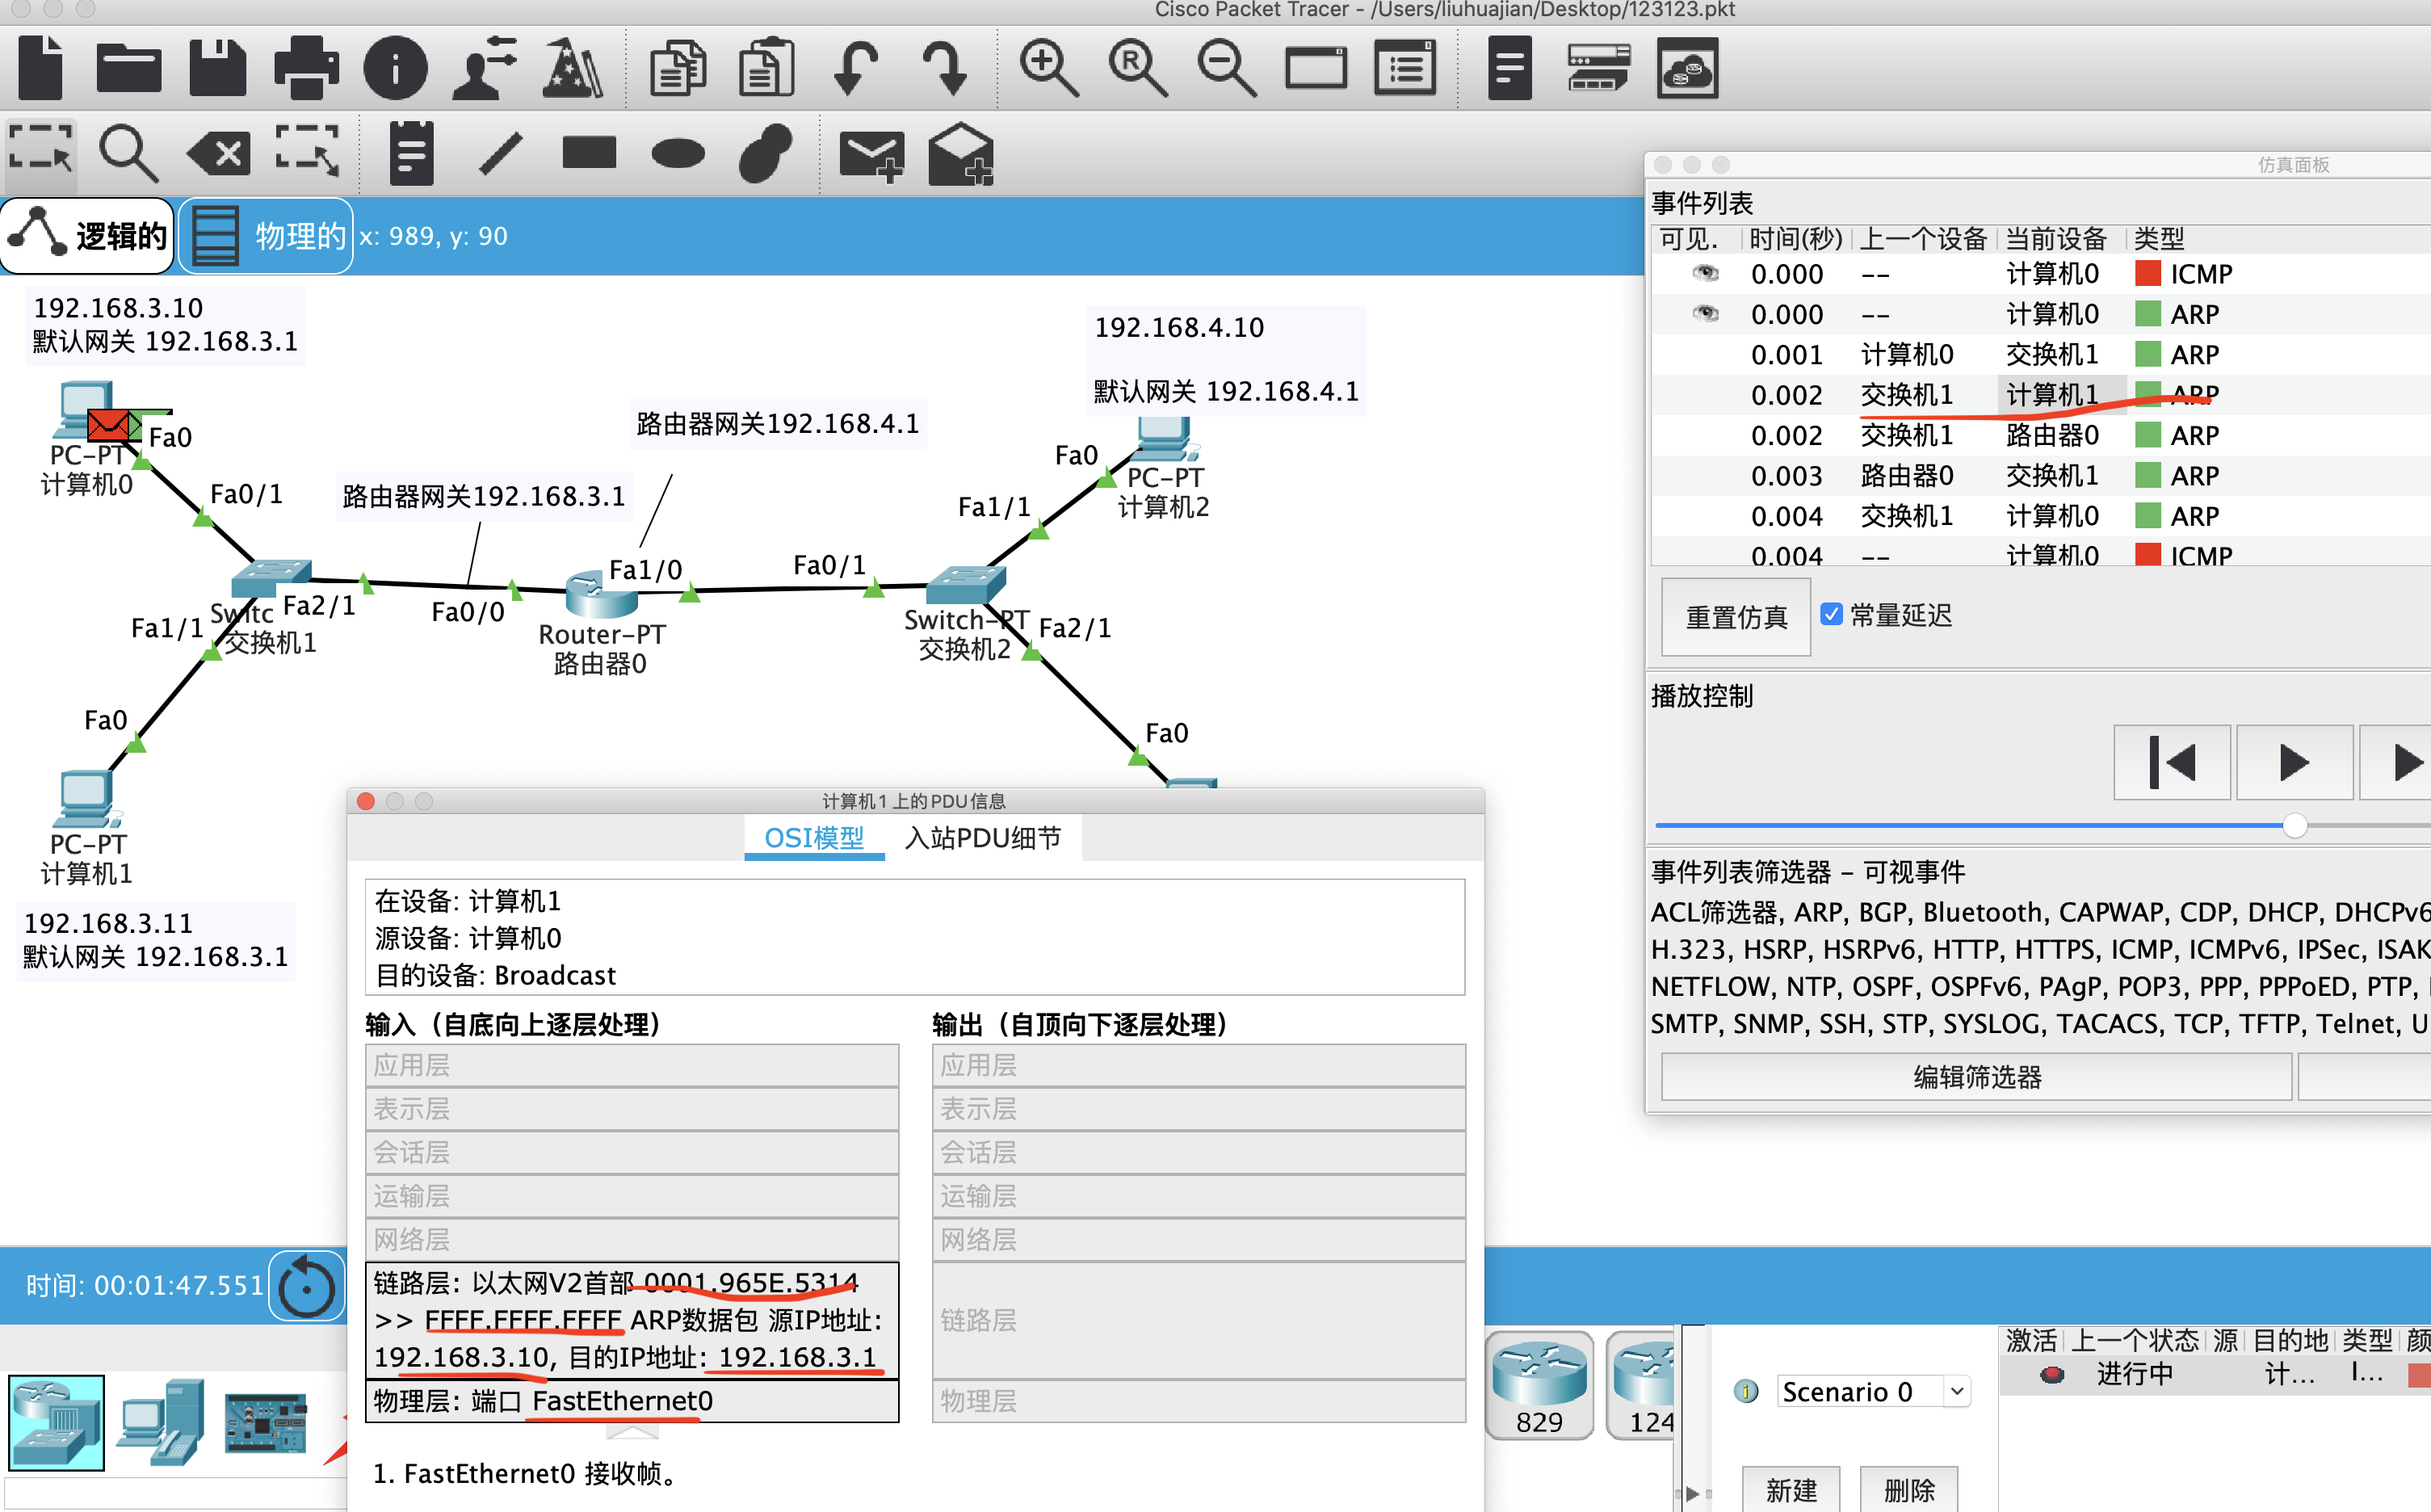 Cisco Packet Tracer - /Users/liuhuajian/Desktop/123123.pkt
逻辑的
物理的
x: 989, y: 90
192.168.3.10
默认网关 192.168.3.1
Fa0
PC-PT
计算机0
Fa0/1
路由器网关192.168.3.1
路由器网关192.168.4.1
192.168.4.10
默认网关 192.168.4.1
Fa0
PC-PT
计算机2
Fa1/1
Fa0/1
Fa1/0
Fa2/1
Fa0/0
Switc
交换机1
Fa1/1
Router-PT
路由器0
Switch-PT
交换机2
Fa2/1
Fa0
Fa0
PC-PT
计算机1
192.168.3.11
默认网关 192.168.3.1
仿真面板
事件列表
可见. 时间(秒) 上一个设备 当前设备 类型
0.000 -- 计算机0 ICMP
0.000 -- 计算机0 ARP
0.001 计算机0 交换机1 ARP
0.002 交换机1 计算机1 ARP
0.002 交换机1 路由器0 ARP
0.003 路由器0 交换机1 ARP
0.004 交换机1 计算机0 ARP
0.004 -- 计算机0 ICMP
重置仿真
常量延迟
播放控制
事件列表筛选器 – 可视事件
ACL筛选器, ARP, BGP, Bluetooth, CAPWAP, CDP, DHCP, DHCPv6
H.323, HSRP, HSRPv6, HTTP, HTTPS, ICMP, ICMPv6, IPSec, ISAK
NETFLOW, NTP, OSPF, OSPFv6, PAgP, POP3, PPP, PPPoED, PTP,
SMTP, SNMP, SSH, STP, SYSLOG, TACACS, TCP, TFTP, Telnet, U
编辑筛选器
计算机1上的PDU信息
OSI模型
入站PDU细节
在设备: 计算机1
源设备: 计算机0
目的设备: Broadcast
输入（自底向上逐层处理）
应用层
表示层
会话层
运输层
网络层
链路层: 以太网V2首部 0001.965E.5314
>> FFFF.FFFF.FFFF ARP数据包 源IP地址:
192.168.3.10, 目的IP地址: 192.168.3.1
物理层: 端口 FastEthernet0
输出（自顶向下逐层处理）
应用层
表示层
会话层
运输层
网络层
链路层
物理层
1. FastEthernet0 接收帧。
时间: 00:01:47.551
829
124
Scenario 0
新建
删除
激活 上一个状态 源 目的地 类型 颜
进行中 计... I...